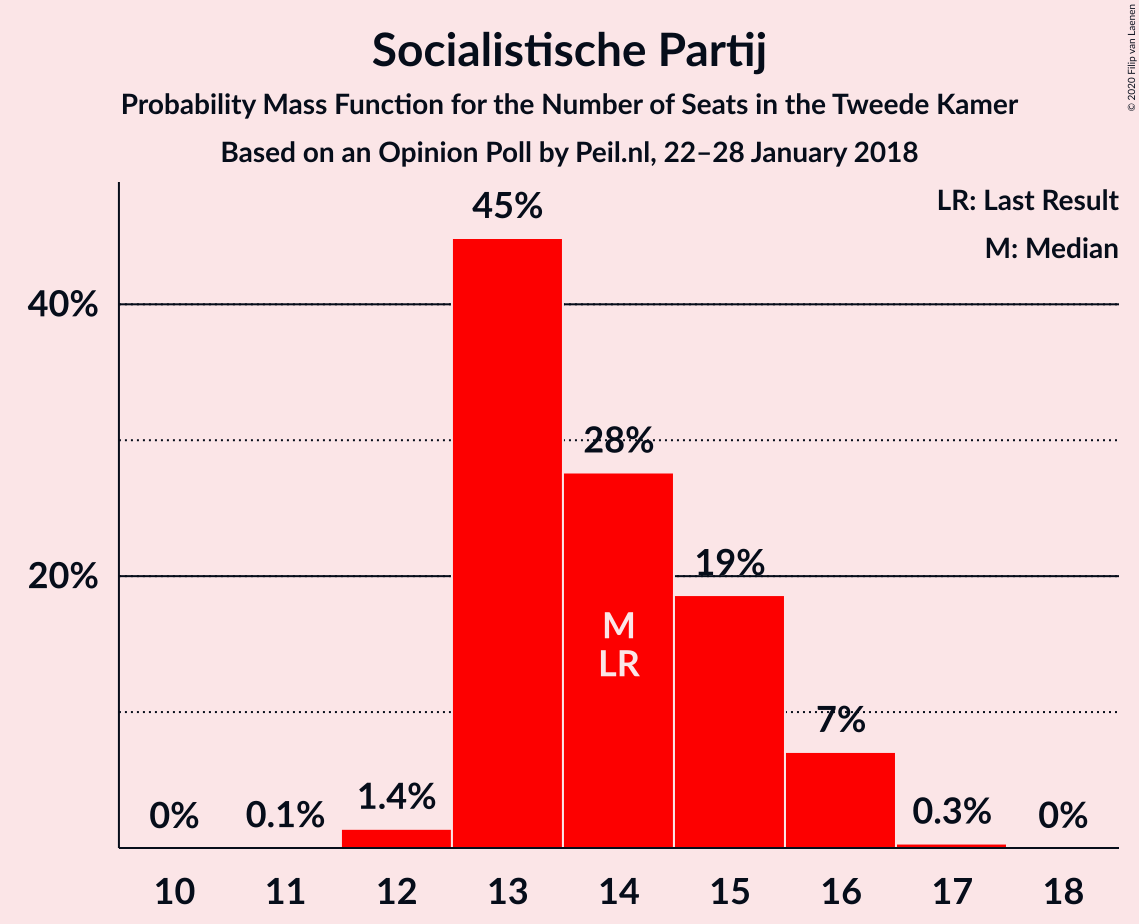 Socialistische Partij
Probability Mass Function for the Number of Seats in the Tweede Kamer
Based on an Opinion Poll by Peil.nl, 22–28 January 2018
© 2020 Filip van Laenen
LR: Last Result
M: Median
45%
40%
28%
20%
19%
M
LR
7%
0%
0.1%
1.4%
0.3%
0%
10 11 12 13 14 15 16 17 18